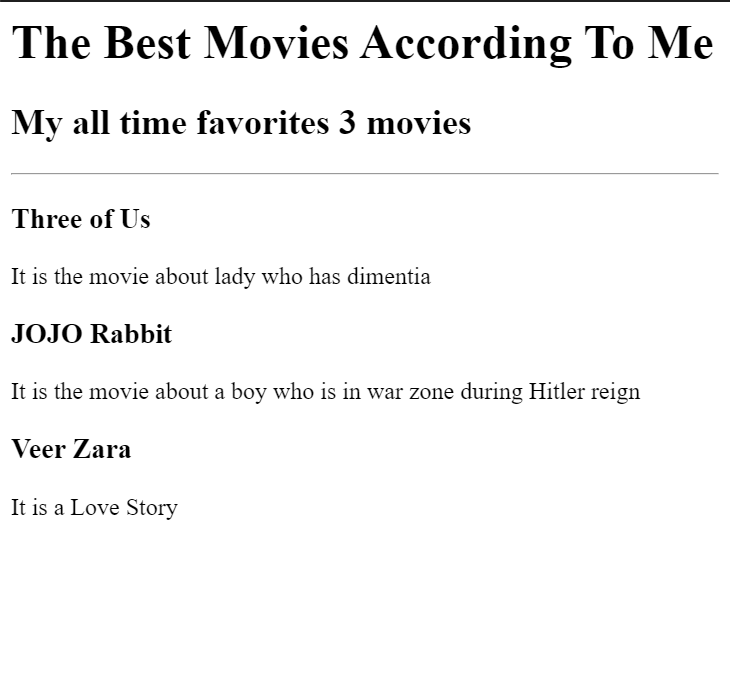 The Best Movies According To Me
My all time favorites 3 movies
Three of Us
It is the movie about lady who has dimentia
JOJO Rabbit
It is the movie about a boy who is in war zone during Hitler reign
Veer Zara
It is a Love Story